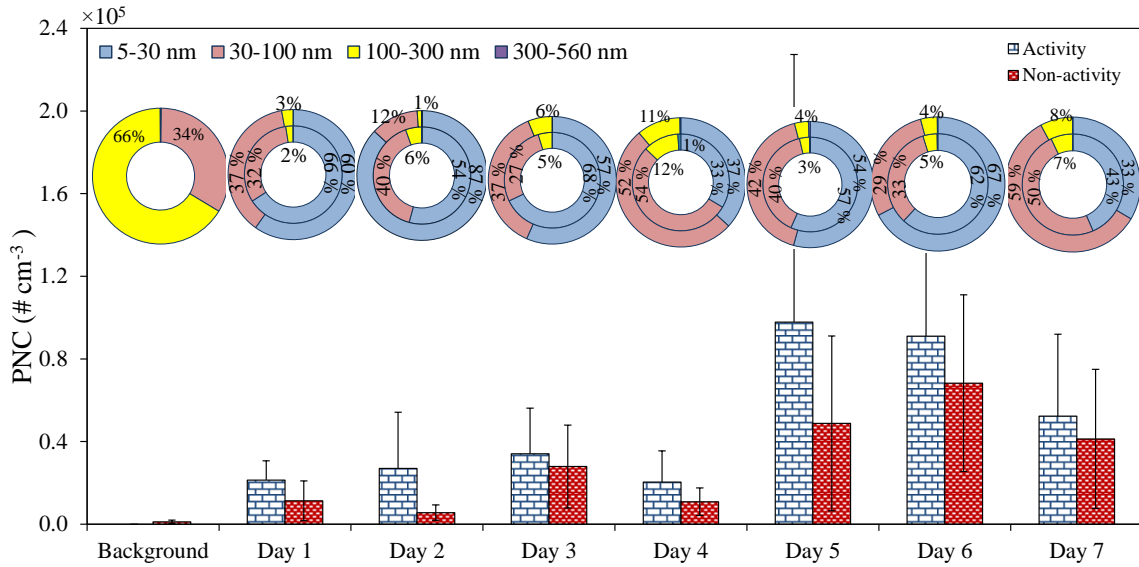 ×10⁵
2.4
2.0
1.6
1.2
0.8
0.4
0.0
PNC (# cm⁻³)
5-30 nm 30-100 nm 100-300 nm 300-560 nm
Activity
Non-activity
66% 34%
3% 37 % 32 % 2% 66 % 60 %
12% 1% 40 % 6% 54 % 87 %
6% 37 % 27 % 5% 68 % 57 %
11% 52 % 54 % 12% 1% 33 % 37 %
4% 42 % 40 % 3% 57 % 54 %
4% 29 % 33 % 5% 62 % 67 %
8% 59 % 50 % 7% 43 % 33 %
Background Day 1 Day 2 Day 3 Day 4 Day 5 Day 6 Day 7